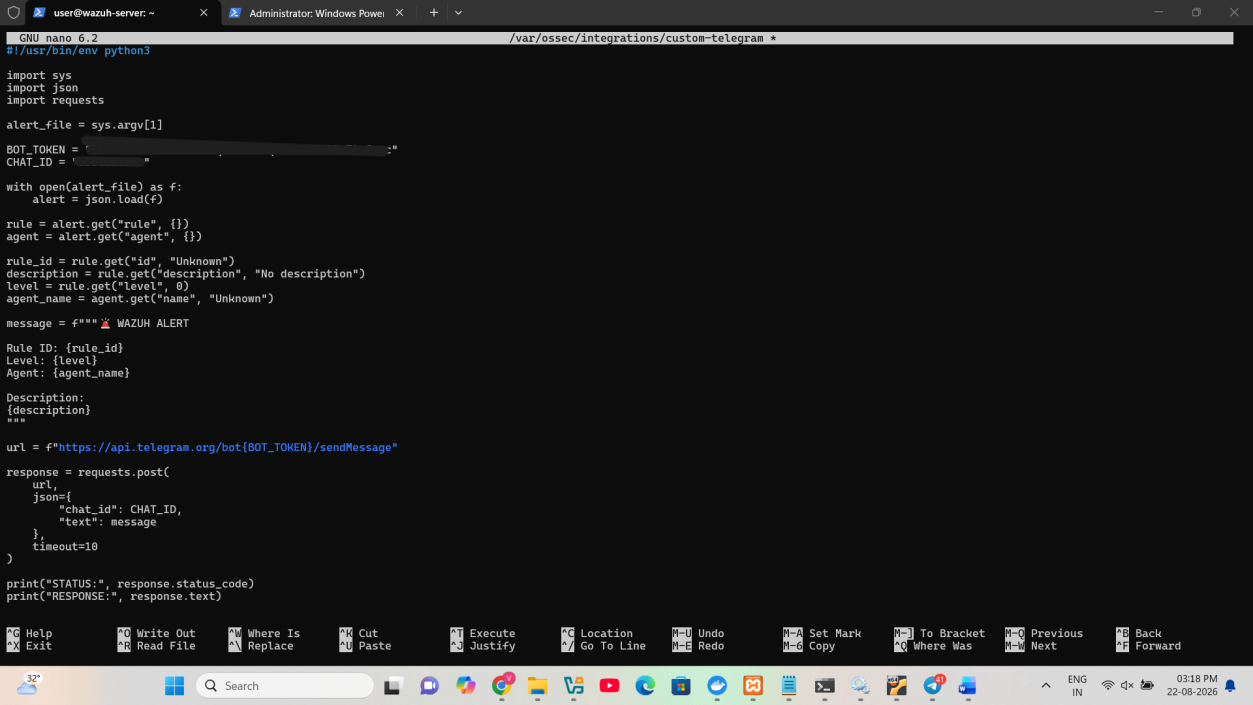 user@wazuh-server: ~
Administrator: Windows Power
GNU nano 6.2
/var/ossec/integrations/custom-telegram *
#!/usr/bin/env python3
import sys
import json
import requests
alert_file = sys.argv[1]
BOT_TOKEN = "
CHAT_ID = "
with open(alert_file) as f:
alert = json.load(f)
rule = alert.get("rule", {})
agent = alert.get("agent", {})
rule_id = rule.get("id", "Unknown")
description = rule.get("description", "No description")
level = rule.get("level", 0)
agent_name = agent.get("name", "Unknown")
message = f"""🚨 WAZUH ALERT
Rule ID: {rule_id}
Level: {level}
Agent: {agent_name}
Description:
{description}
"""
url = f"https://api.telegram.org/bot{BOT_TOKEN}/sendMessage"
response = requests.post(
url,
json={
"chat_id": CHAT_ID,
"text": message
},
timeout=10
)
print("STATUS:", response.status_code)
print("RESPONSE:", response.text)
^G Help ^O Write Out ^W Where Is ^K Cut ^T Execute ^C Location M-U Undo M-A Set Mark M-] To Bracket M-Q Previous ^B Back
^X Exit ^R Read File ^\ Replace ^U Paste ^J Justify ^/ Go To Line M-E Redo M-6 Copy ^Q Where Was M-W Next ^F Forward
32°
Search
V
41
ENG
IN
03:18 PM
22-08-2026